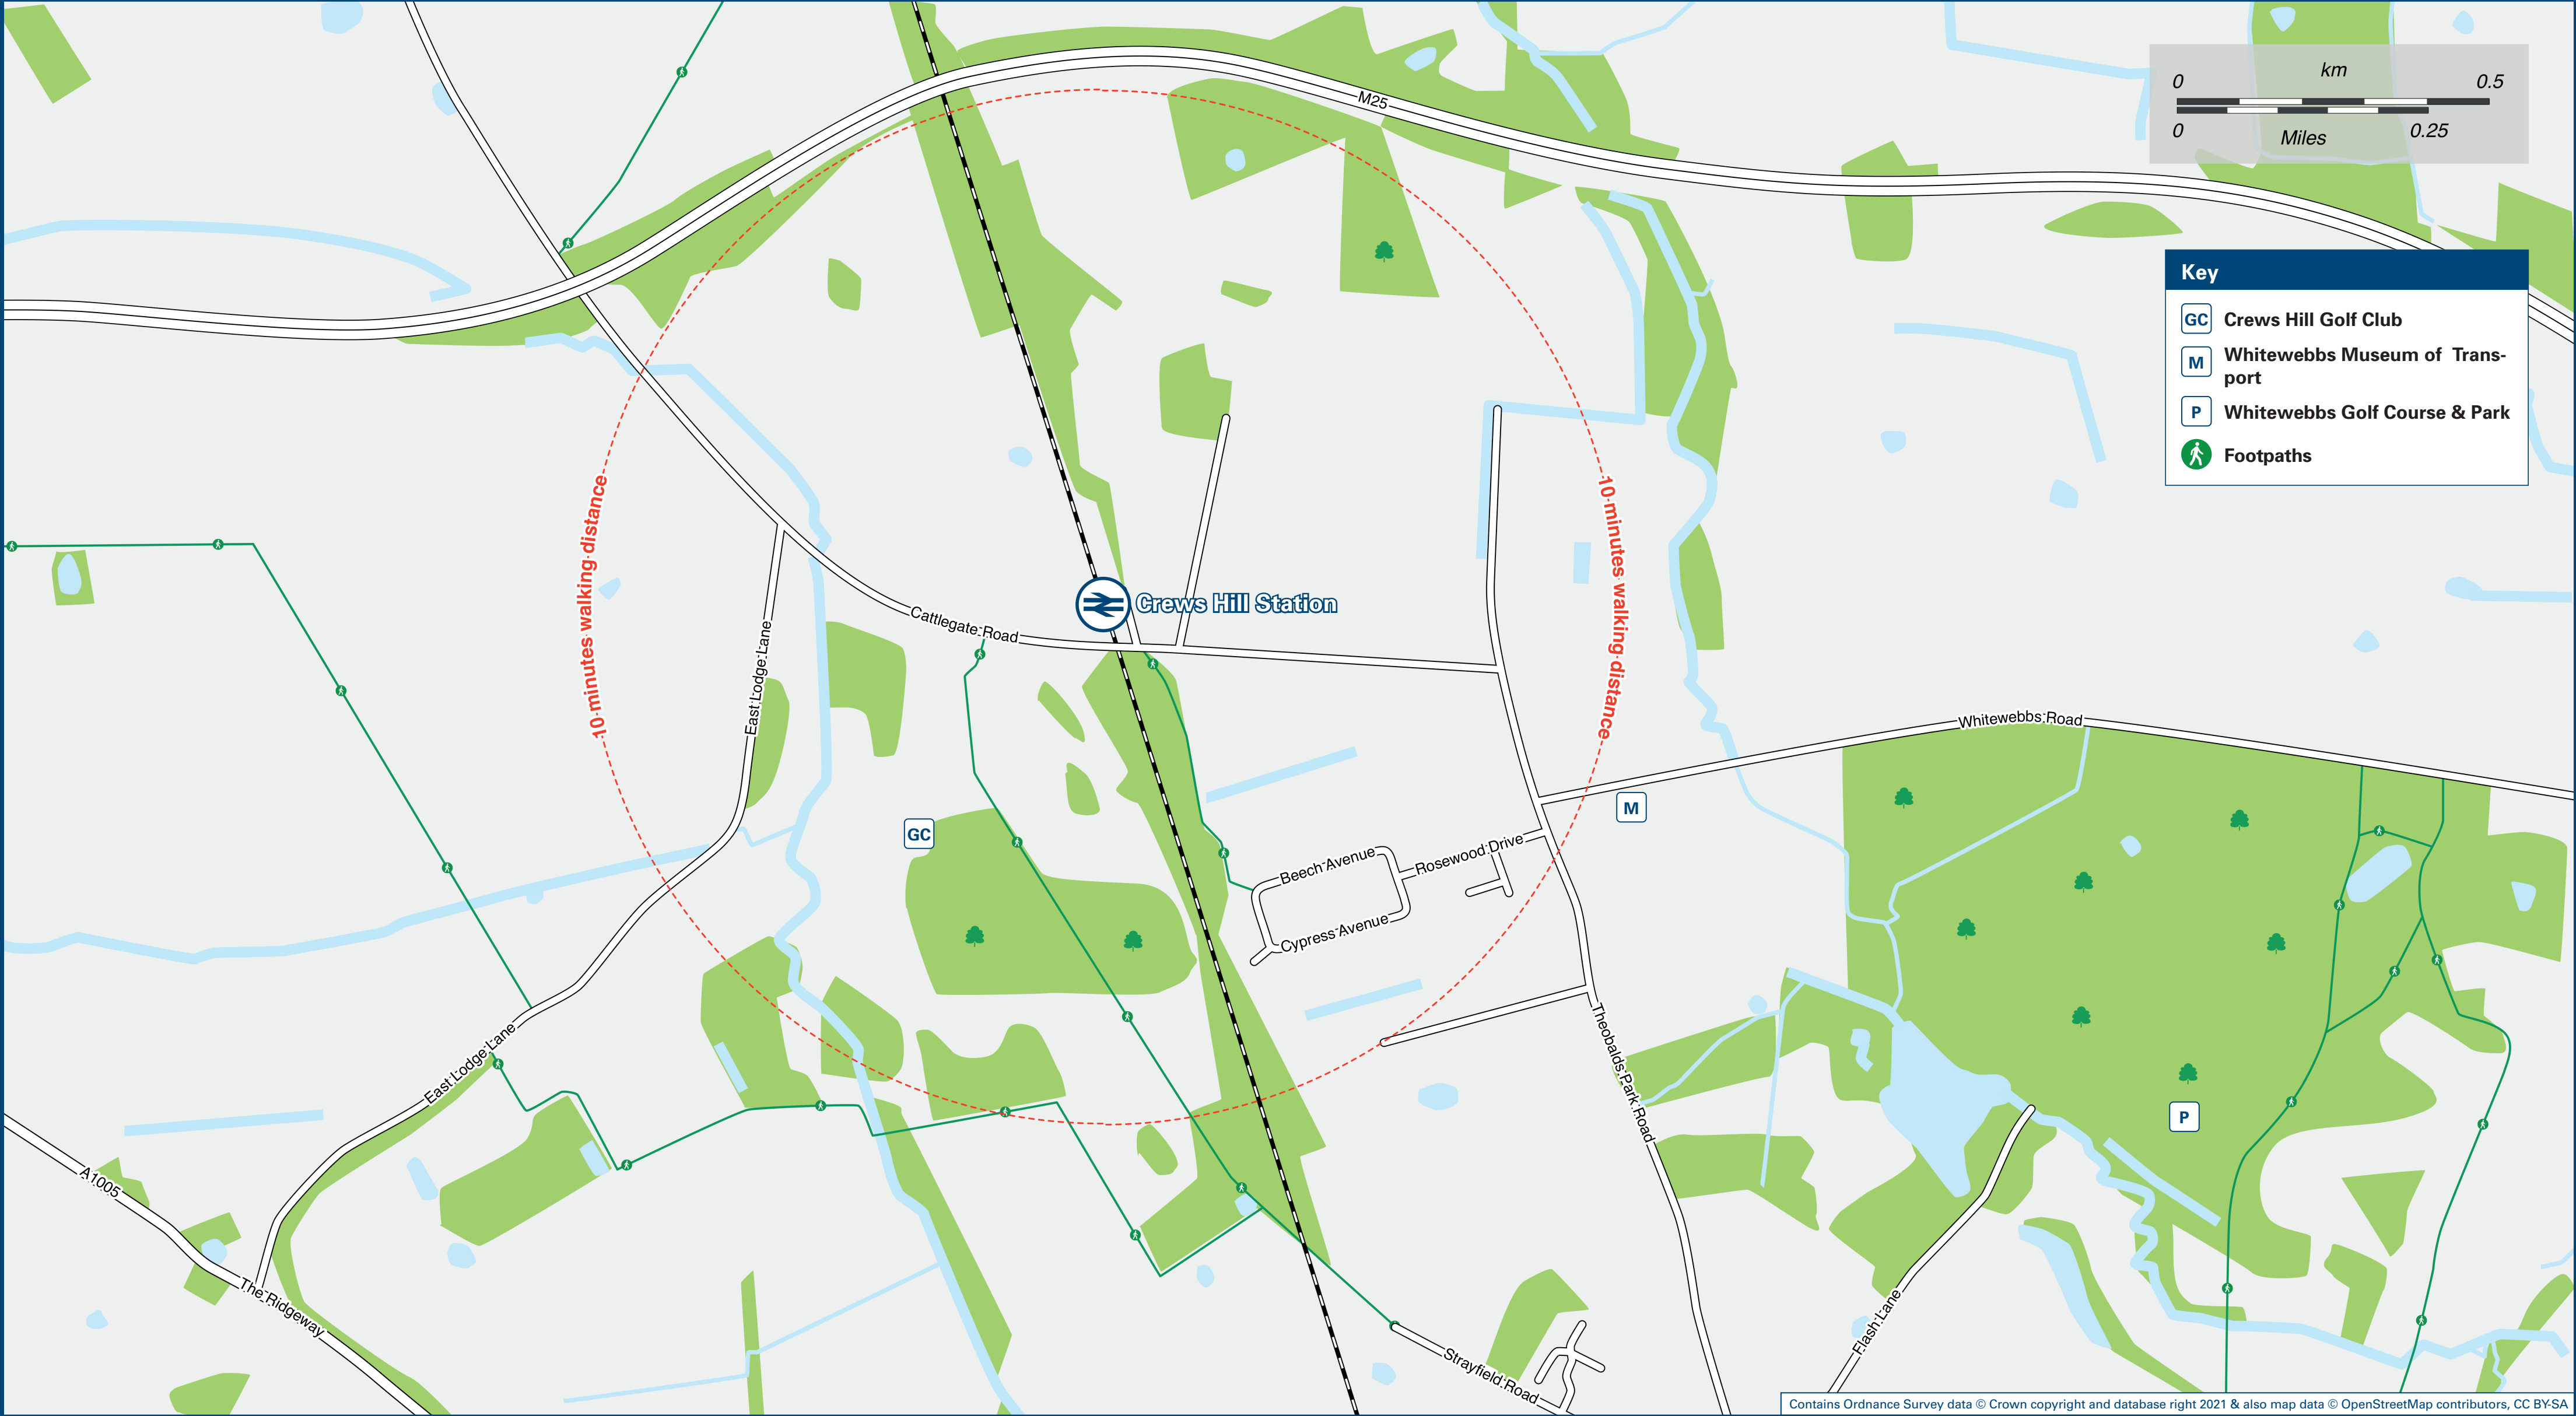 M25
km
0 0.5
0 0.25
Miles
Key
GC Crews Hill Golf Club
M Whitewebbs Museum of Trans-
port
P Whitewebbs Golf Course & Park
Footpaths
10 minutes walking distance
10 minutes walking distance
Crews Hill Station
Cattlegate Road
East Lodge Lane
Whitewebbs Road
M
GC
Rosewood Drive
Beech Avenue
Cypress Avenue
East Lodge Lane
Theobalds Park Road
P
A1005
The Ridgeway
Flash Lane
Strayfield Road
Contains Ordnance Survey data © Crown copyright and database right 2021 & also map data © OpenStreetMap contributors, CC BY-SA